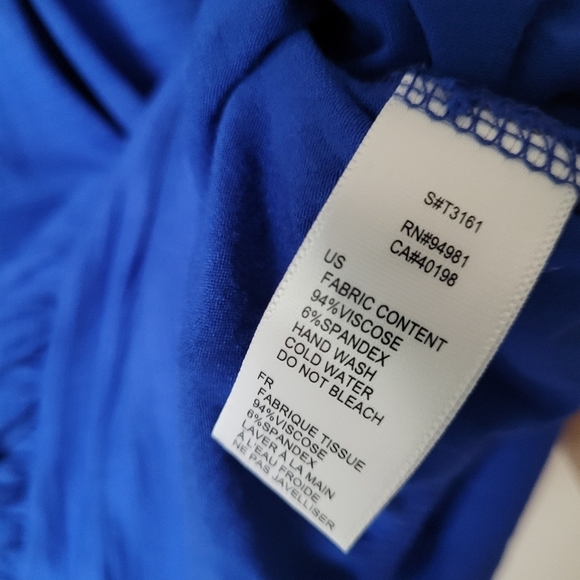 S#T3161
RN#94981
CA#40198
US
FABRIC CONTENT
94%VISCOSE
6%SPANDEX
HAND WASH
COLD WATER
DO NOT BLEACH
FR
FABRIQUE TISSUE
94%VISCOSE
6%SPANDEX
LAVER À LA MAIN
À L'EAU FROIDE
NE PAS JAVELLISER